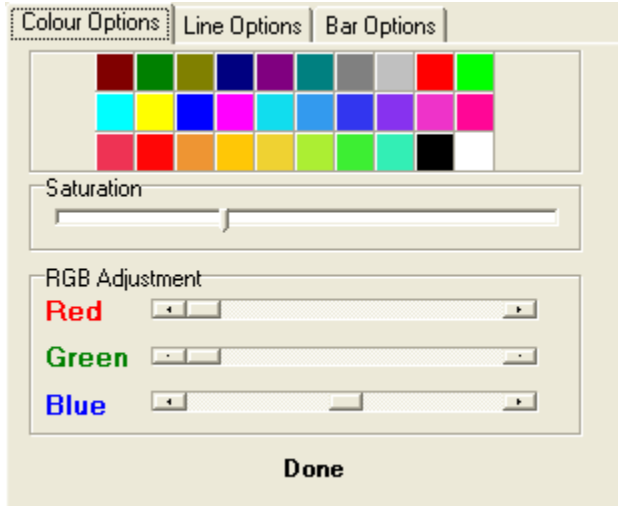 Colour Options Line Options Bar Options
Saturation
RGB Adjustment
Red
Green
Blue
Done